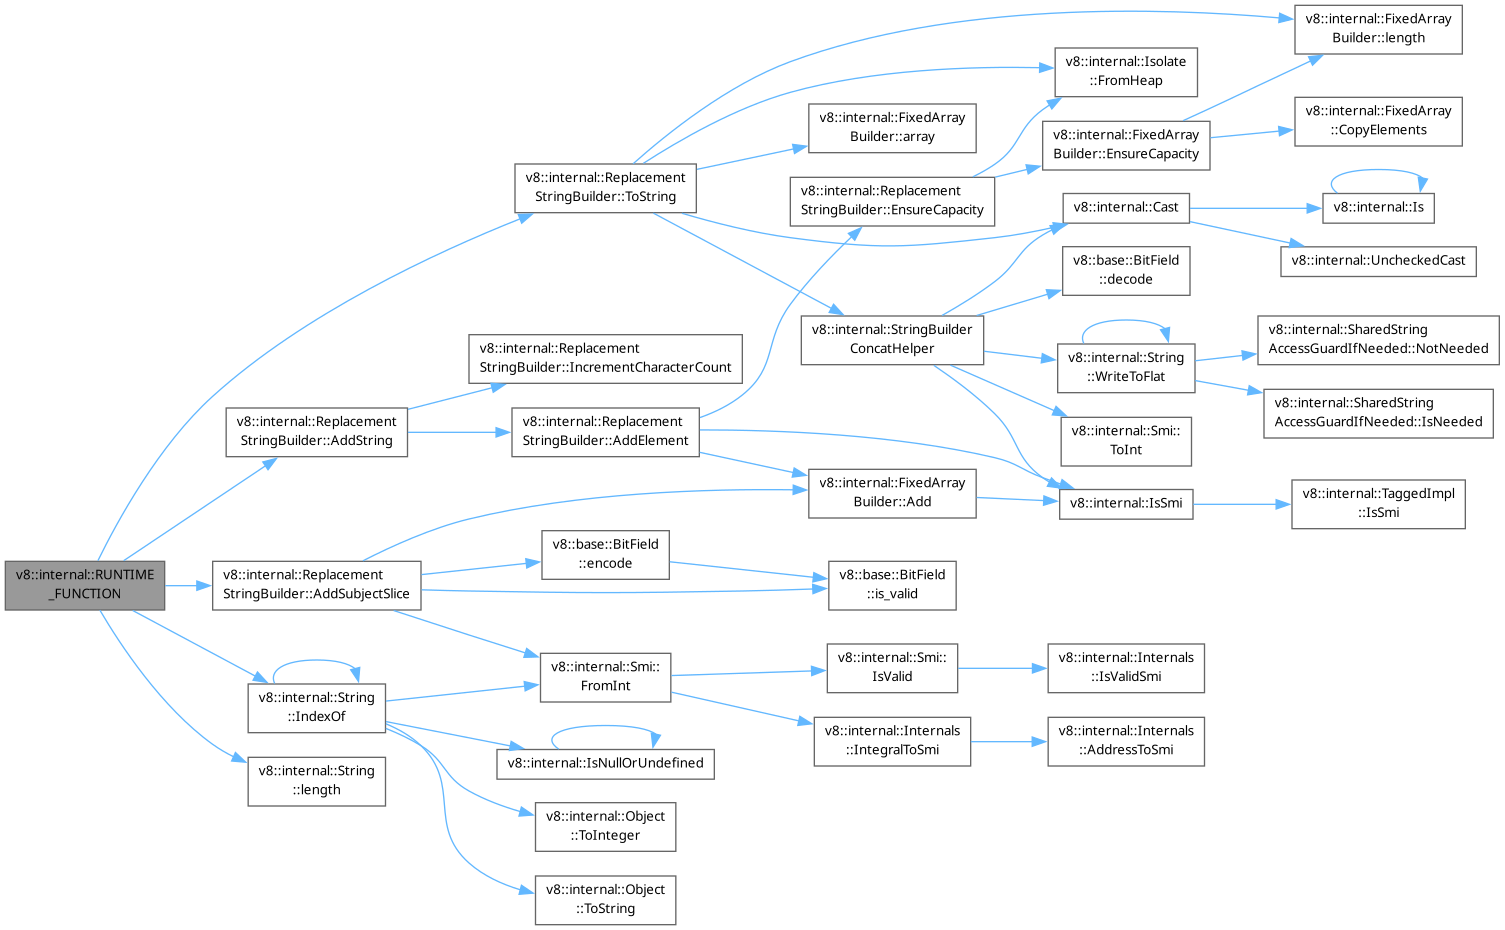 v8::internal::FixedArray
Builder::length
v8::internal::Isolate
::FromHeap
v8::internal::FixedArray
Builder::array
v8::internal::FixedArray
::CopyElements
v8::internal::FixedArray
Builder::EnsureCapacity
v8::internal::Replacement
StringBuilder::ToString
v8::internal::Replacement
StringBuilder::EnsureCapacity
v8::internal::Cast
v8::internal::Is
v8::internal::UncheckedCast
v8::base::BitField
::decode
v8::internal::StringBuilder
ConcatHelper
v8::internal::SharedString
AccessGuardIfNeeded::NotNeeded
v8::internal::String
::WriteToFlat
v8::internal::Replacement
StringBuilder::IncrementCharacterCount
v8::internal::SharedString
AccessGuardIfNeeded::IsNeeded
v8::internal::Replacement
StringBuilder::AddString
v8::internal::Replacement
StringBuilder::AddElement
v8::internal::Smi::
ToInt
v8::internal::FixedArray
Builder::Add
v8::internal::IsSmi
v8::internal::TaggedImpl
::IsSmi
v8::base::BitField
::encode
v8::internal::RUNTIME
_FUNCTION
v8::internal::Replacement
StringBuilder::AddSubjectSlice
v8::base::BitField
::is_valid
v8::internal::Smi::
FromInt
v8::internal::Smi::
IsValid
v8::internal::Internals
::IsValidSmi
v8::internal::String
::IndexOf
v8::internal::Internals
::IntegralToSmi
v8::internal::Internals
::AddressToSmi
v8::internal::IsNullOrUndefined
v8::internal::String
::length
v8::internal::Object
::ToInteger
v8::internal::Object
::ToString